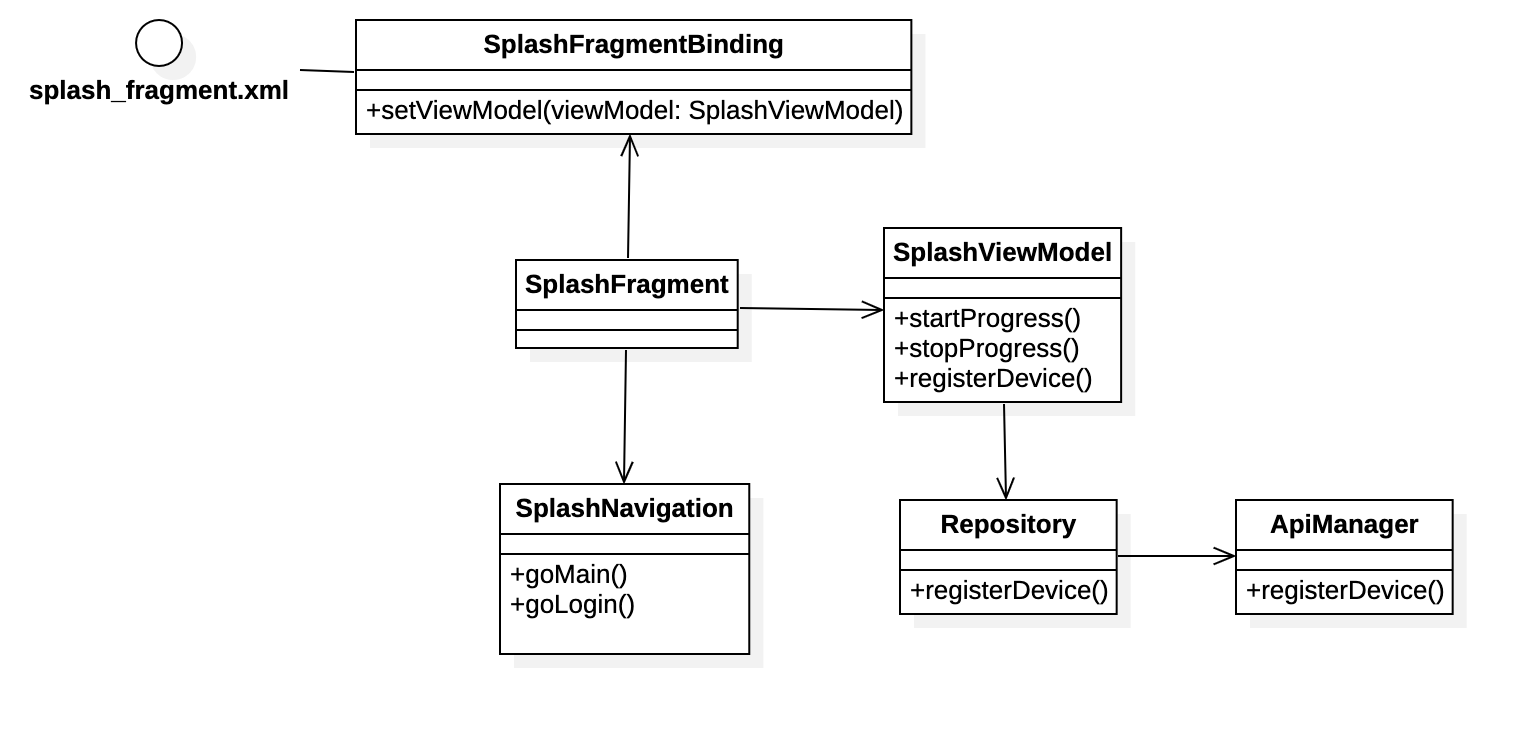 splash_fragment.xml
SplashFragmentBinding
+setViewModel(viewModel: SplashViewModel)
SplashFragment
SplashViewModel
+startProgress()
+stopProgress()
+registerDevice()
SplashNavigation
+goMain()
+goLogin()
Repository
+registerDevice()
ApiManager
+registerDevice()